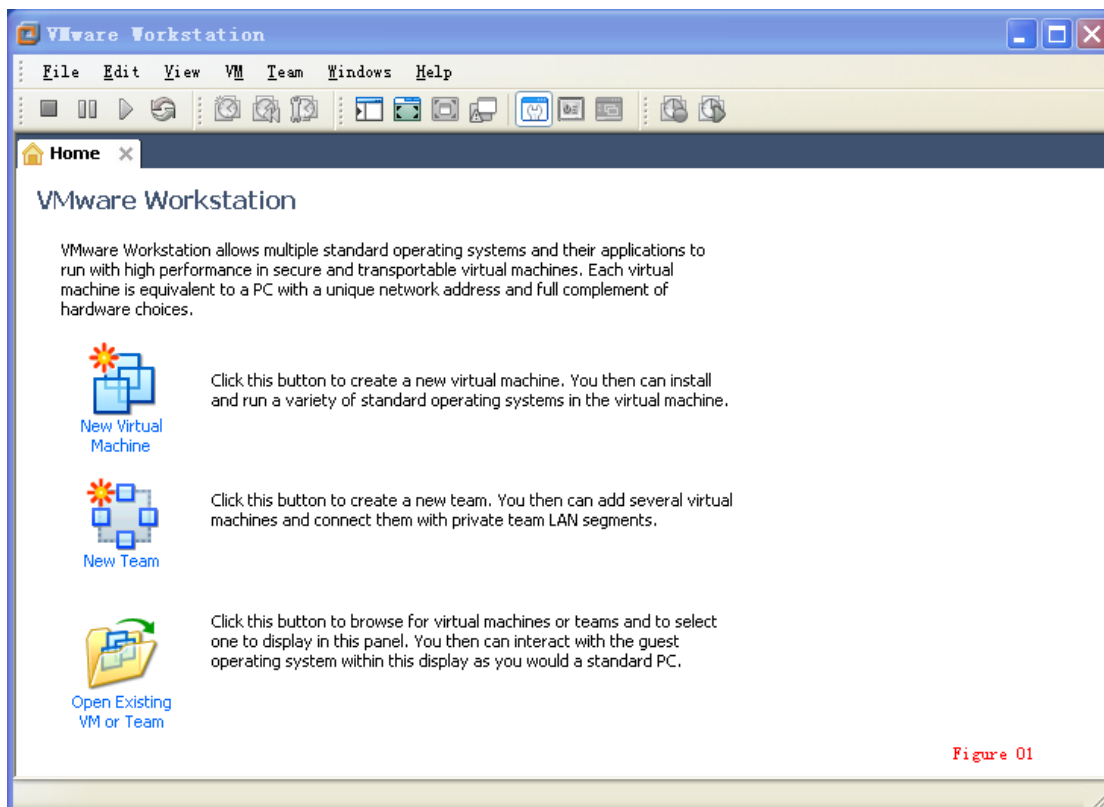 VMware Workstation
File Edit View VM Team Windows Help
Home
VMware Workstation
VMware Workstation allows multiple standard operating systems and their applications to
run with high performance in secure and transportable virtual machines. Each virtual
machine is equivalent to a PC with a unique network address and full complement of
hardware choices.
New Virtual
Machine
Click this button to create a new virtual machine. You then can install
and run a variety of standard operating systems in the virtual machine.
New Team
Click this button to create a new team. You then can add several virtual
machines and connect them with private team LAN segments.
Open Existing
VM or Team
Click this button to browse for virtual machines or teams and to select
one to display in this panel. You then can interact with the guest
operating system within this display as you would a standard PC.
Figure 01